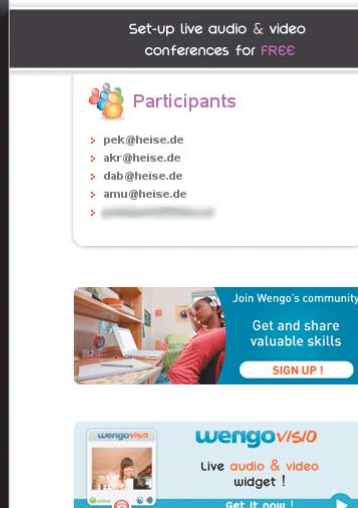 Set-up live audio & video
conferences for FREE
Participants
pek@heise.de
akr@heise.de
dab@heise.de
amu@heise.de
Join Wengo's community
Get and share
valuable skills
SIGN UP !
wengovisio
wengovisio
Live audio & video
widget !
Get it now !